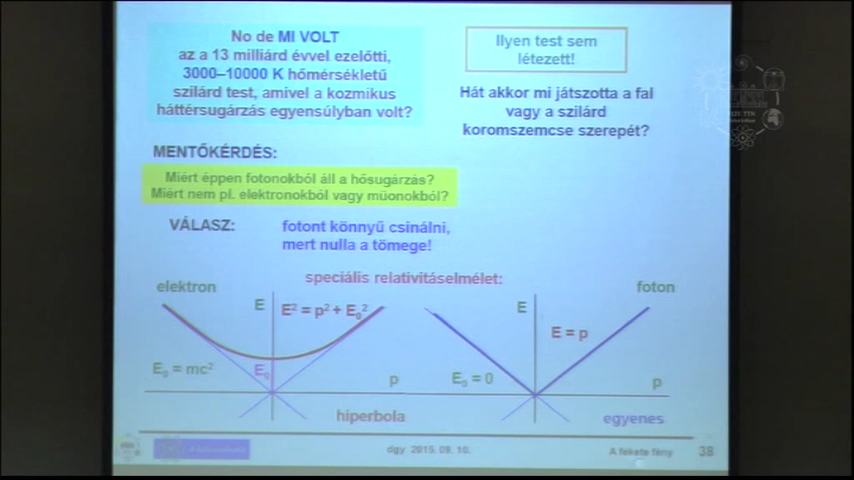 No de MI VOLT
az a 13 milliárd évvel ezelőtti,
3000–10000 K hőmérsékletű
szilárd test, amivel a kozmikus
háttérsugárzás egyensúlyban volt?
Ilyen test sem
létezett!
Hát akkor mi játszotta a fal
vagy a szilárd
koromszemcse szerepét?
MENTŐKÉRDÉS:
Miért éppen fotonokból áll a hősugárzás?
Miért nem pl. elektronokból vagy müonokból?
VÁLASZ:
fotont könnyű csinálni,
mert nulla a tömege!
speciális relativitáselmélet:
elektron
E
E² = p² + E₀²
E₀ = mc²
E₀
p
hiperbola
foton
E
E = p
E₀ = 0
p
egyenes
dgy 2015. 09. 10.
A fekete fény
38